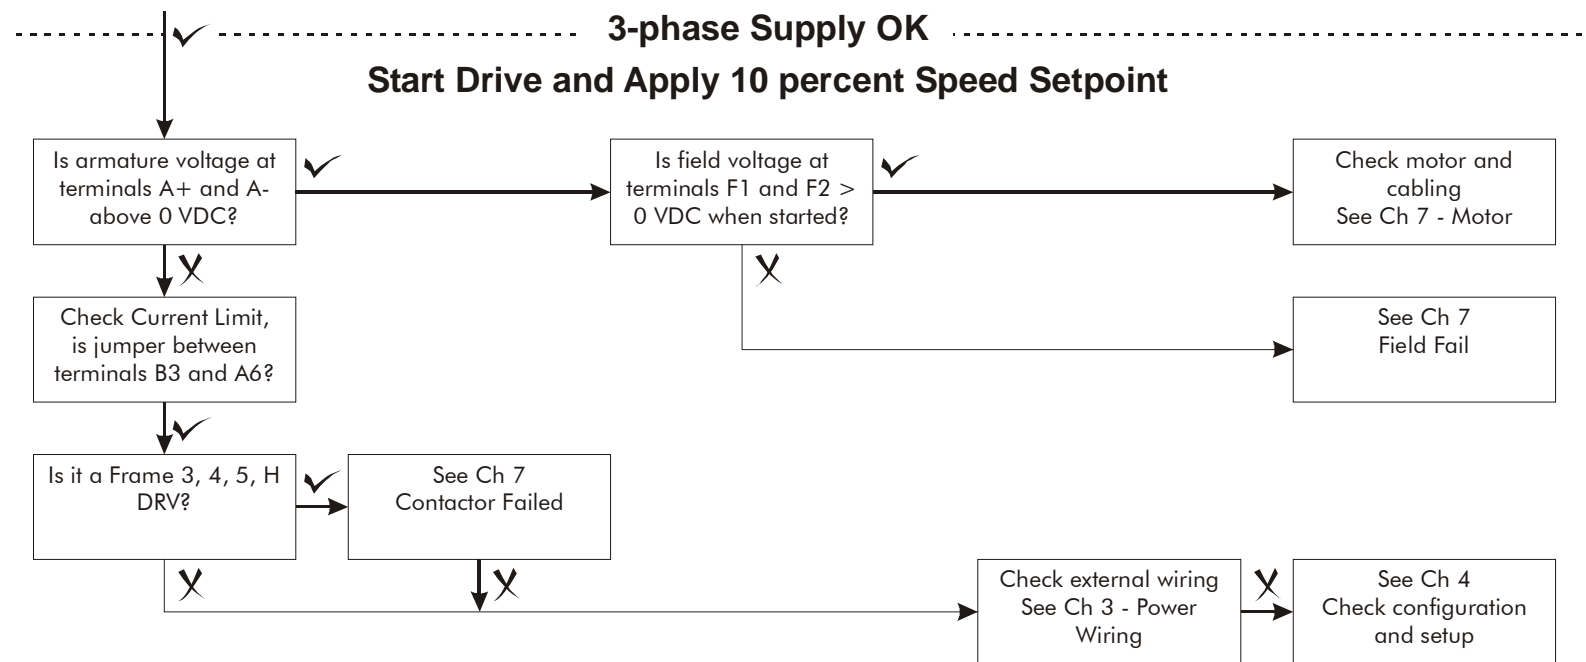 3-phase Supply OK
Start Drive and Apply 10 percent Speed Setpoint
Is armature voltage at
terminals A+ and A-
above 0 VDC?
Is field voltage at
terminals F1 and F2 >
0 VDC when started?
Check motor and
cabling
See Ch 7 - Motor
Check Current Limit,
is jumper between
terminals B3 and A6?
See Ch 7
Field Fail
Is it a Frame 3, 4, 5, H
DRV?
See Ch 7
Contactor Failed
Check external wiring
See Ch 3 - Power
Wiring
See Ch 4
Check configuration
and setup